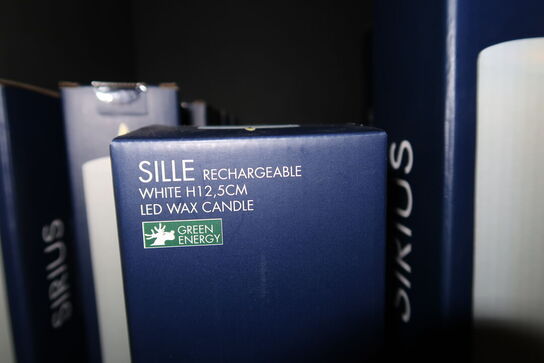 SILLE RECHARGEABLE
WHITE H12,5CM
LED WAX CANDLE
GREEN
ENERGY
SIRIUS
SIRIUS